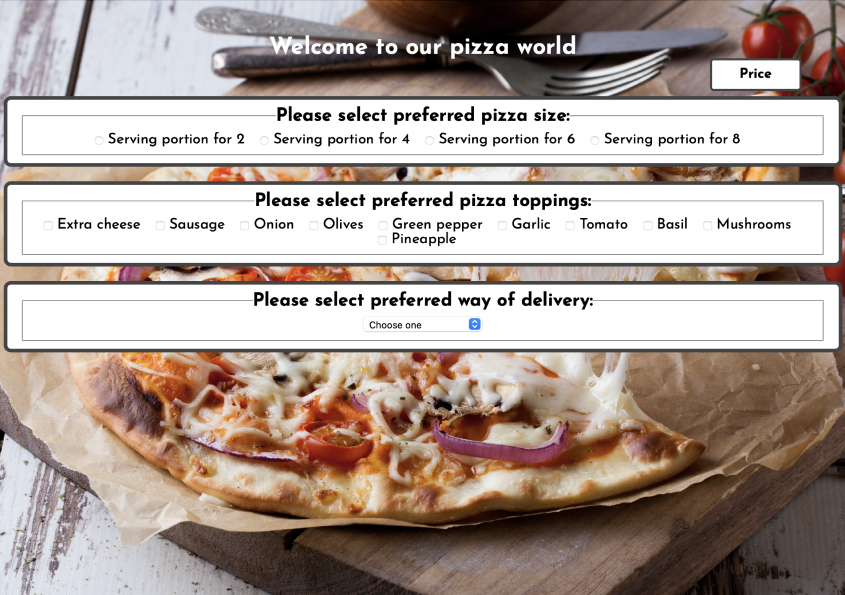 Welcome to our pizza world
Price
Please select preferred pizza size:
Serving portion for 2 Serving portion for 4 Serving portion for 6 Serving portion for 8
Please select preferred pizza toppings:
Extra cheese Sausage Onion Olives Green pepper Garlic Tomato Basil Mushrooms
Pineapple
Please select preferred way of delivery:
Choose one